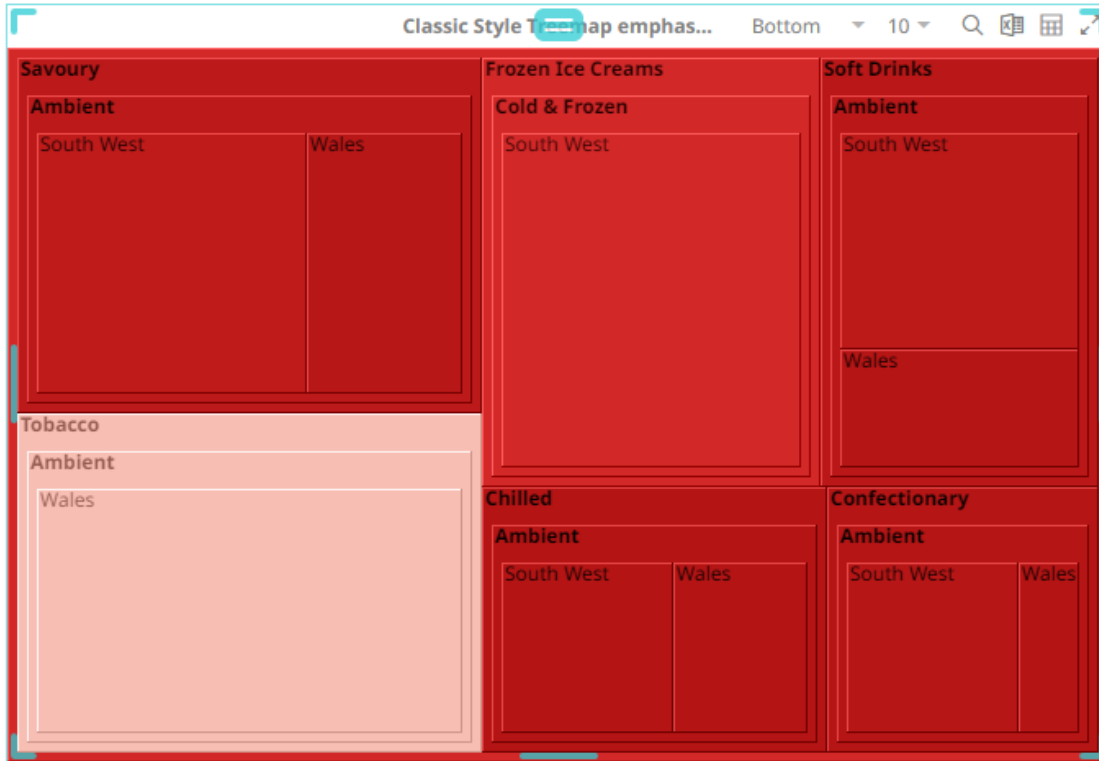 Classic Style Treemap emphas... Bottom 10
Savoury
Ambient
South West Wales
Frozen Ice Creams
Cold & Frozen
South West
Soft Drinks
Ambient
South West
Wales
Tobacco
Ambient
Wales
Chilled
Ambient
South West Wales
Confectionary
Ambient
South West Wales